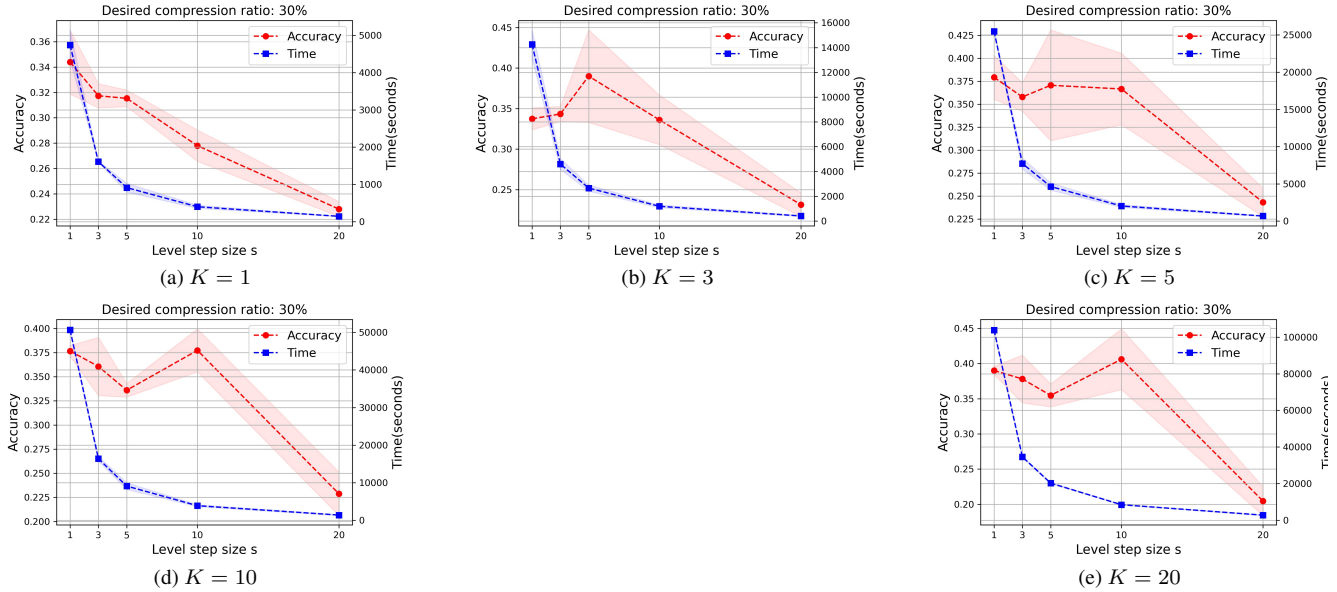 Desired compression ratio: 30%
Accuracy
Time
0.36
0.34
0.32
0.30
0.28
0.26
0.24
0.22
5000
4000
3000
2000
1000
0
Accuracy
Time(seconds)
1 3 5 10 20
Level step size s
(a) K = 1
Desired compression ratio: 30%
Accuracy
Time
0.45
0.40
0.35
0.30
0.25
16000
14000
12000
10000
8000
6000
4000
2000
0
Accuracy
Time(seconds)
1 3 5 10 20
Level step size s
(b) K = 3
Desired compression ratio: 30%
Accuracy
Time
0.425
0.400
0.375
0.350
0.325
0.300
0.275
0.250
0.225
25000
20000
15000
10000
5000
0
Accuracy
Time(seconds)
1 3 5 10 20
Level step size s
(c) K = 5
Desired compression ratio: 30%
Accuracy
Time
0.400
0.375
0.350
0.325
0.300
0.275
0.250
0.225
0.200
50000
40000
30000
20000
10000
0
Accuracy
Time(seconds)
1 3 5 10 20
Level step size s
(d) K = 10
Desired compression ratio: 30%
Accuracy
Time
0.45
0.40
0.35
0.30
0.25
0.20
100000
80000
60000
40000
20000
0
Accuracy
Time(seconds)
1 3 5 10 20
Level step size s
(e) K = 20